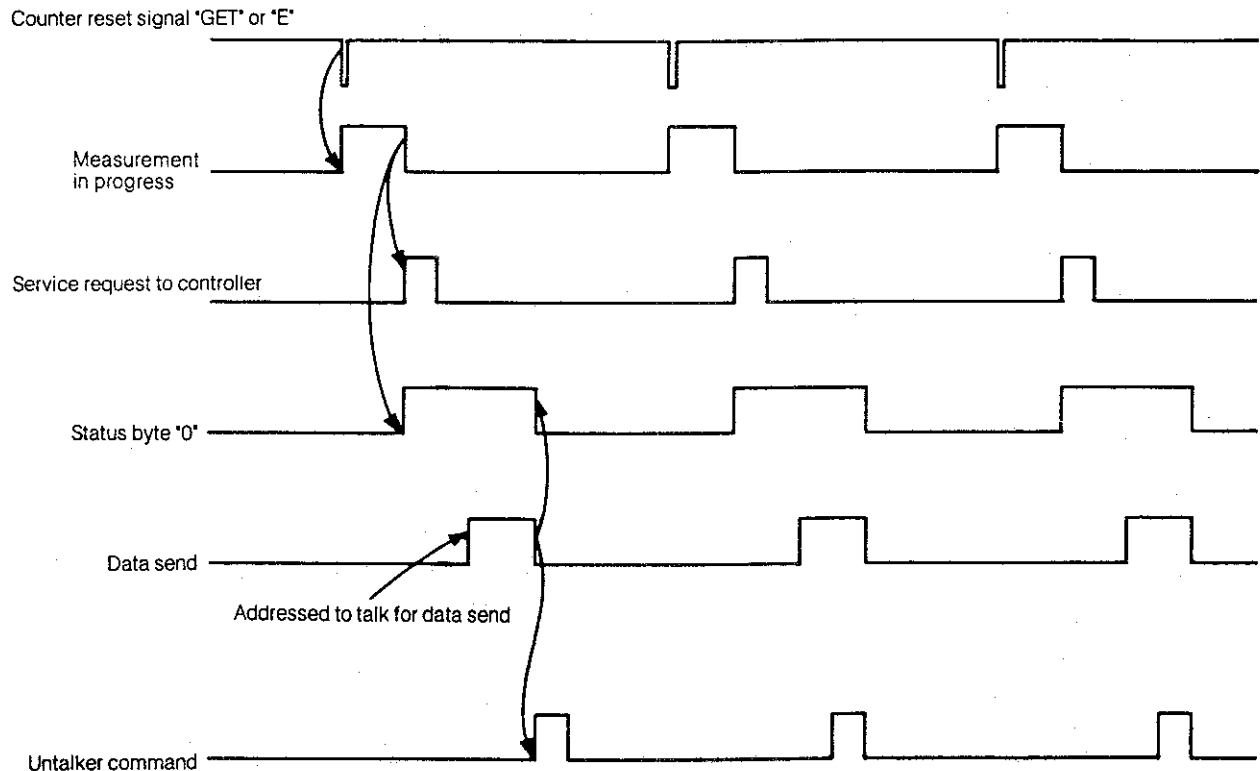 Counter reset signal "GET" or "E"
Measurement
in progress
Service request to controller
Status byte "0"
Data send
Addressed to talk for data send
Untalker command